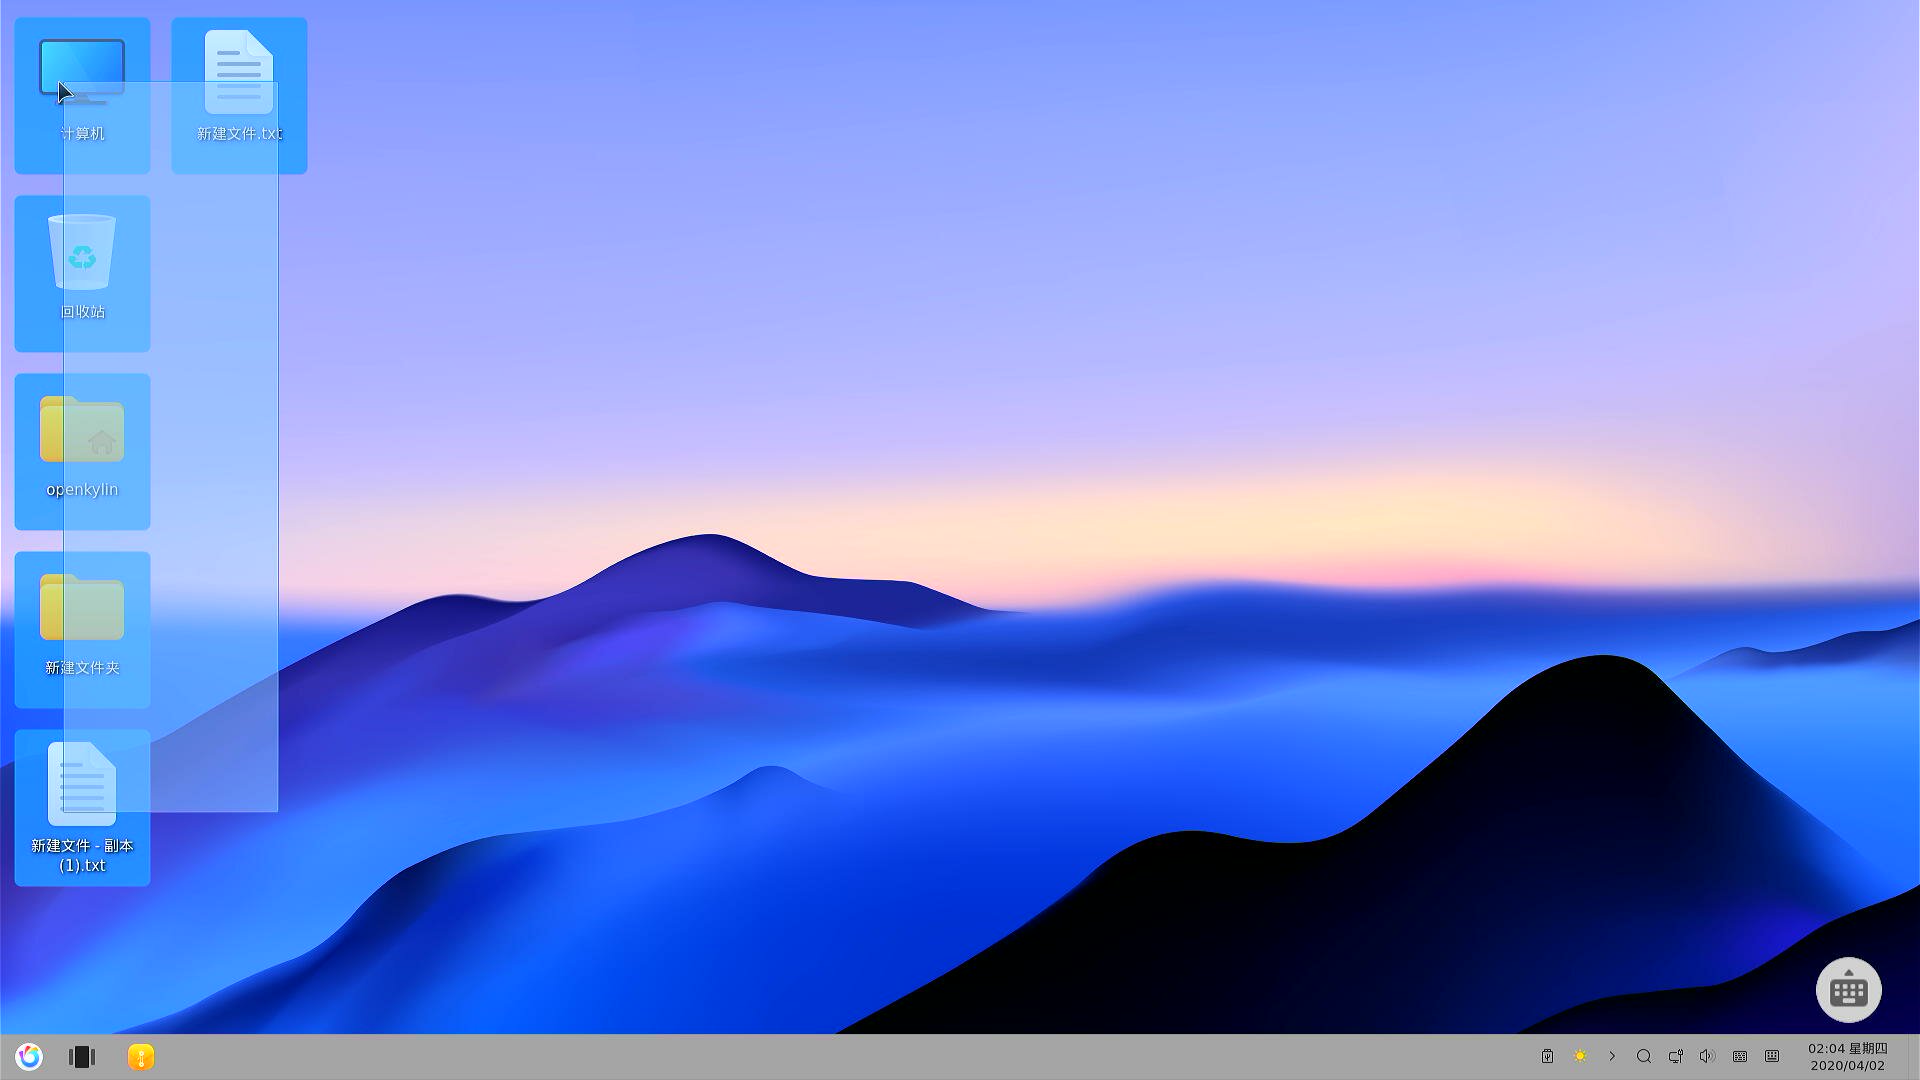 计算机
新建文件.txt
回收站
openkylin
新建文件夹
新建文件 - 副本
(1).txt
02:04 星期四
2020/04/02